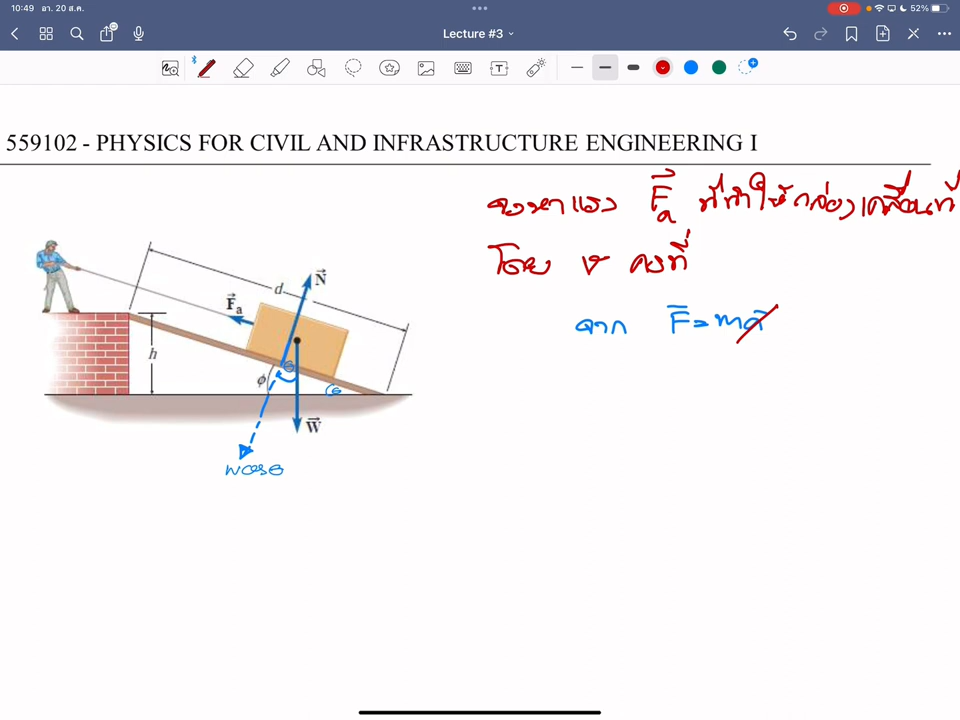 10:49 อา. 20 ส.ค.
52%
Lecture #3
559102 - PHYSICS FOR CIVIL AND INFRASTRUCTURE ENGINEERING I
จงหาแรง F⃗a ที่ทำให้กล่องเคลื่อนที่
โดย v คงที่
จาก F⃗ = ma⃗
d
N⃗
F⃗a
h
ϕ
θ
θ
W⃗
Wcosθ